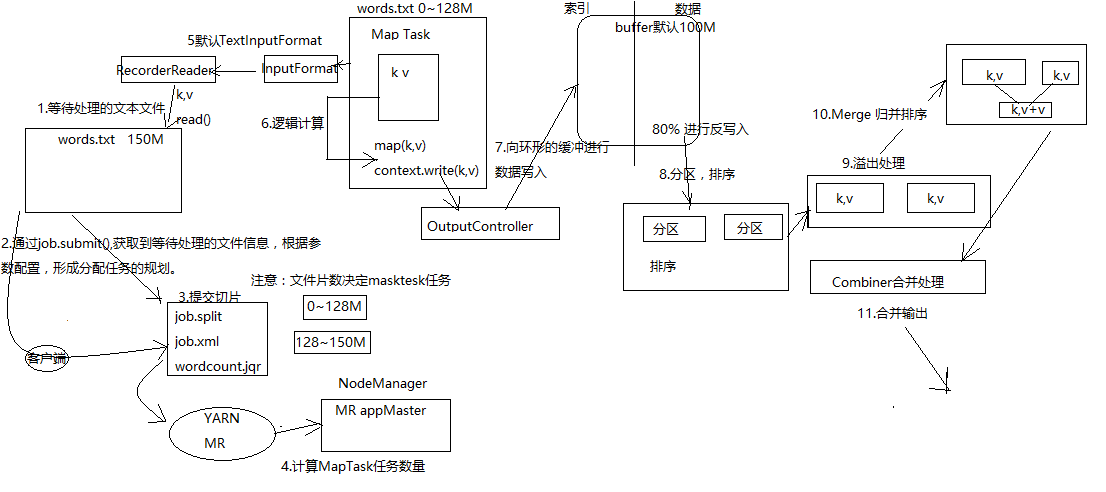 words.txt 0~128M
索引
数据
buffer默认100M
5默认TextInputFormat
Map Task
RecorderReader
InputFormat
k v
k,v
k,v
k,v+v
k,v
read()
1.等待处理的文本文件
words.txt 150M
6.逻辑计算
map(k,v)
context.write(k,v)
7.向环形的缓冲进行
数据写入
80% 进行反写入
8.分区，排序
10.Merge 归并排序
9.溢出处理
k,v
k,v
OutputController
分区
分区
排序
2.通过job.submit(),获取到等待处理的文件信息，根据参
数配置，形成分配任务的规划。
注意：文件片数决定masktesk任务
Combiner合并处理
3.提交切片
0~128M
job.split
job.xml
wordcount.jqr
128~150M
11.合并输出
客户端
NodeManager
MR appMaster
YARN
MR
4.计算MapTask任务数量